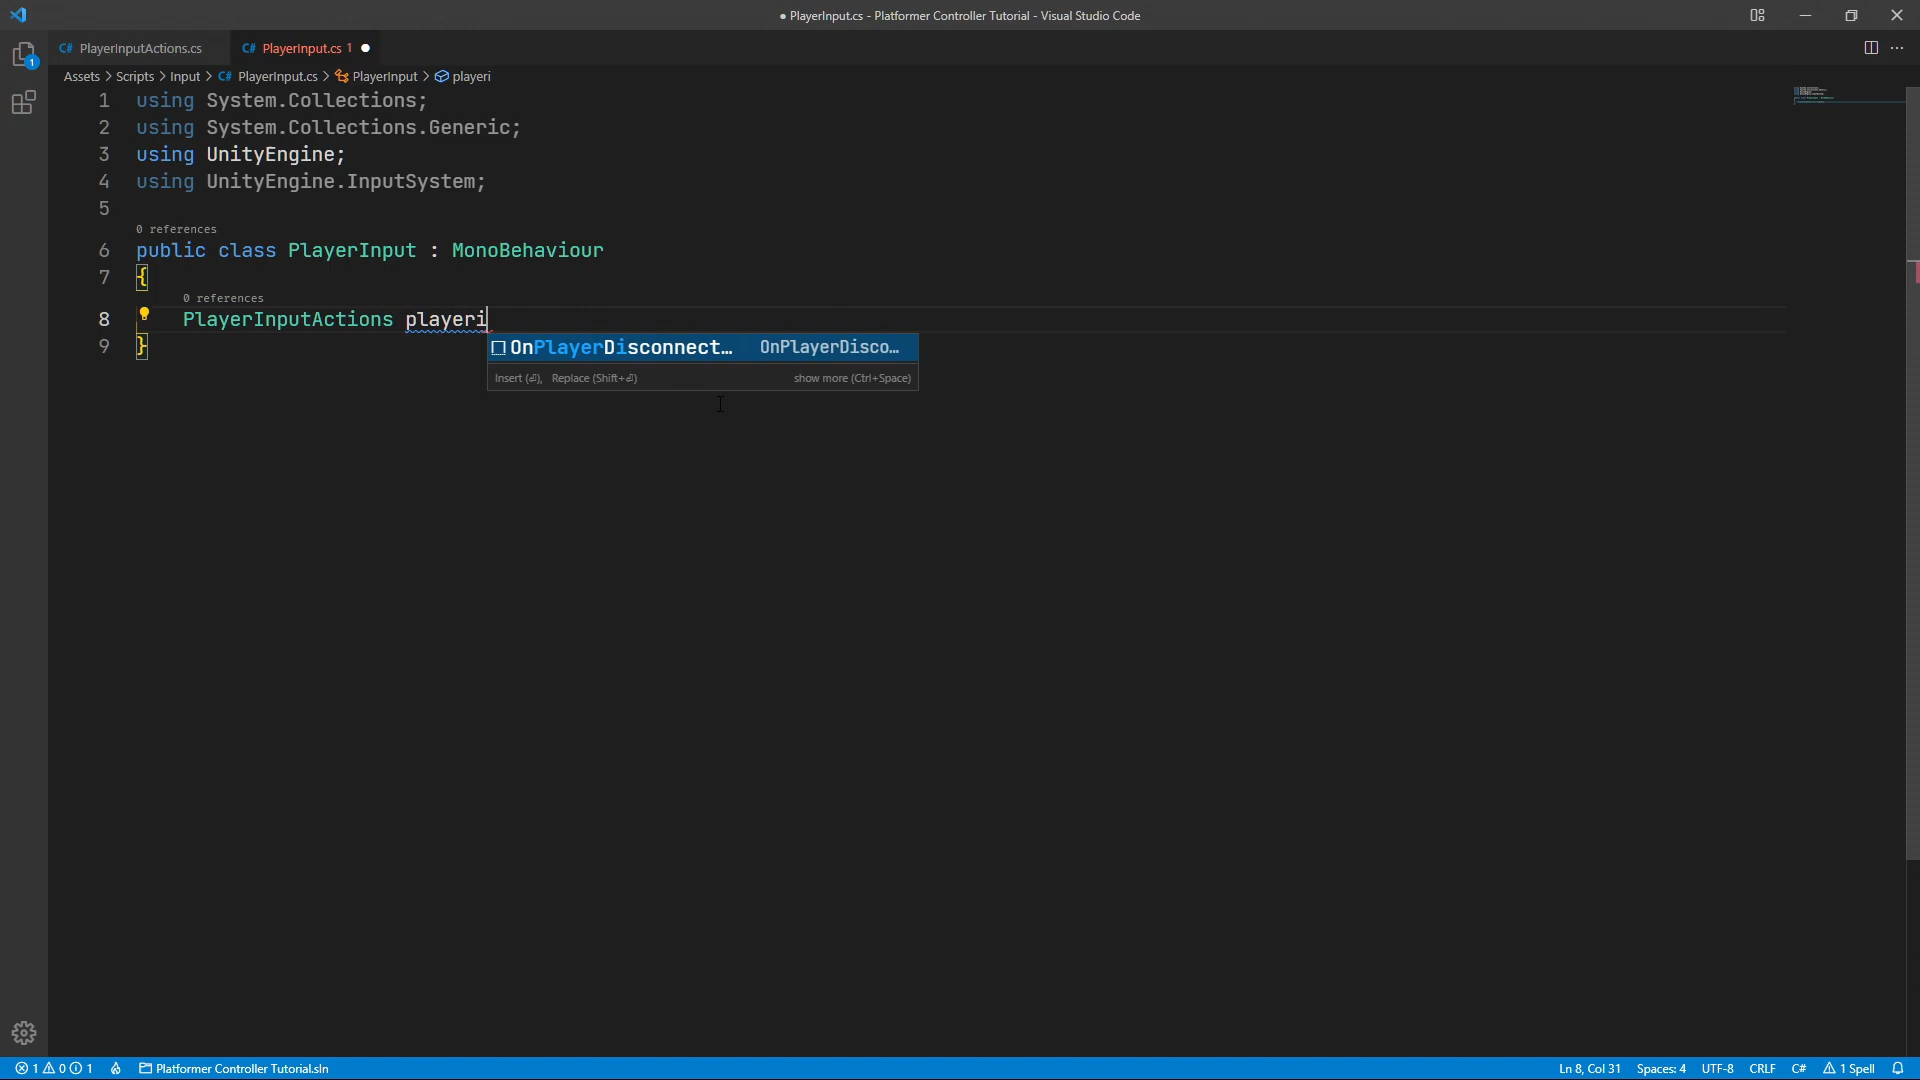 ● PlayerInput.cs - Platformer Controller Tutorial - Visual Studio Code
C# PlayerInputActions.cs C# PlayerInput.cs 1 ●
1 Assets > Scripts > Input > C# PlayerInput.cs > PlayerInput > playeri
1 using System.Collections;
2 using System.Collections.Generic;
3 using UnityEngine;
4 using UnityEngine.InputSystem;
5
0 references
6 public class PlayerInput : MonoBehaviour
7 {
0 references
8 PlayerInputActions playeri
9 }
OnPlayerDisconnect… OnPlayerDisco…
Insert (⏎), Replace (Shift+⏎) show more (Ctrl+Space)
1 0 1 Platformer Controller Tutorial.sln Ln 8, Col 31 Spaces: 4 UTF-8 CRLF C# 1 Spell